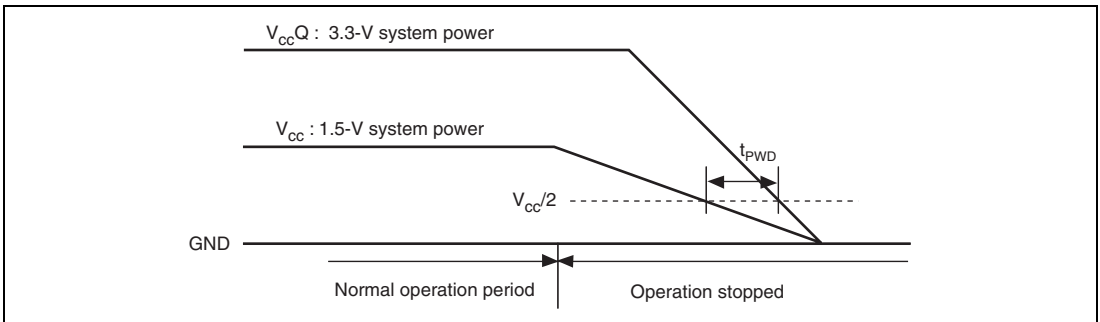 VccQ : 3.3-V system power
Vcc : 1.5-V system power
tPWD
Vcc/2
GND
Normal operation period
Operation stopped